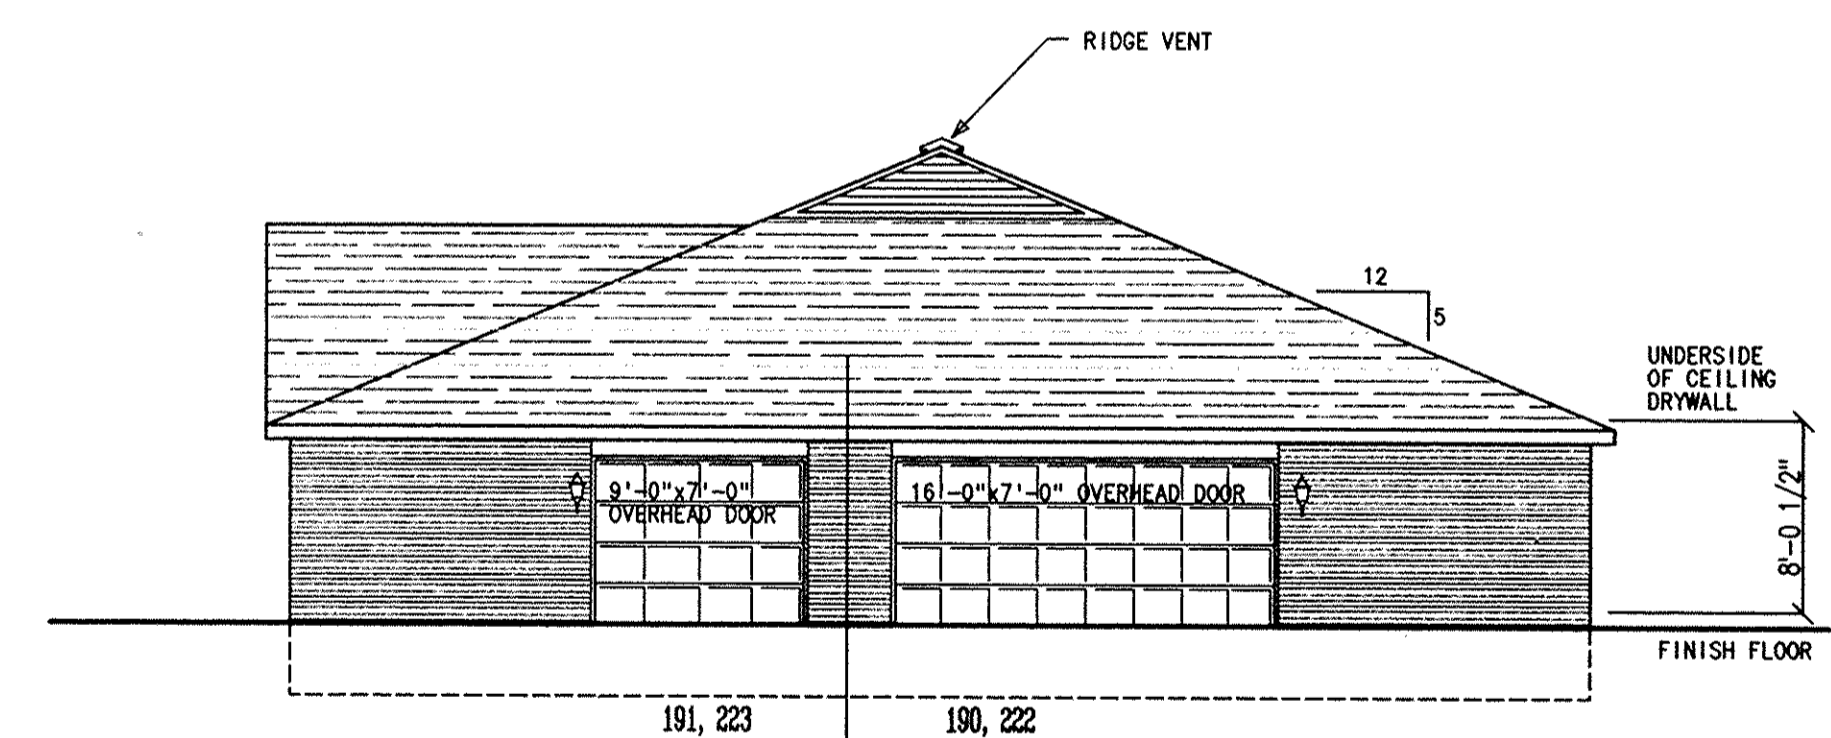 RIDGE VENT
12
5
UNDERSIDE
OF CEILING
DRYWALL
9'-0"x7'-0"
OVERHEAD DOOR
16'-0"x7'-0" OVERHEAD DOOR
8'-0 1/2"
FINISH FLOOR
191, 223
190, 222